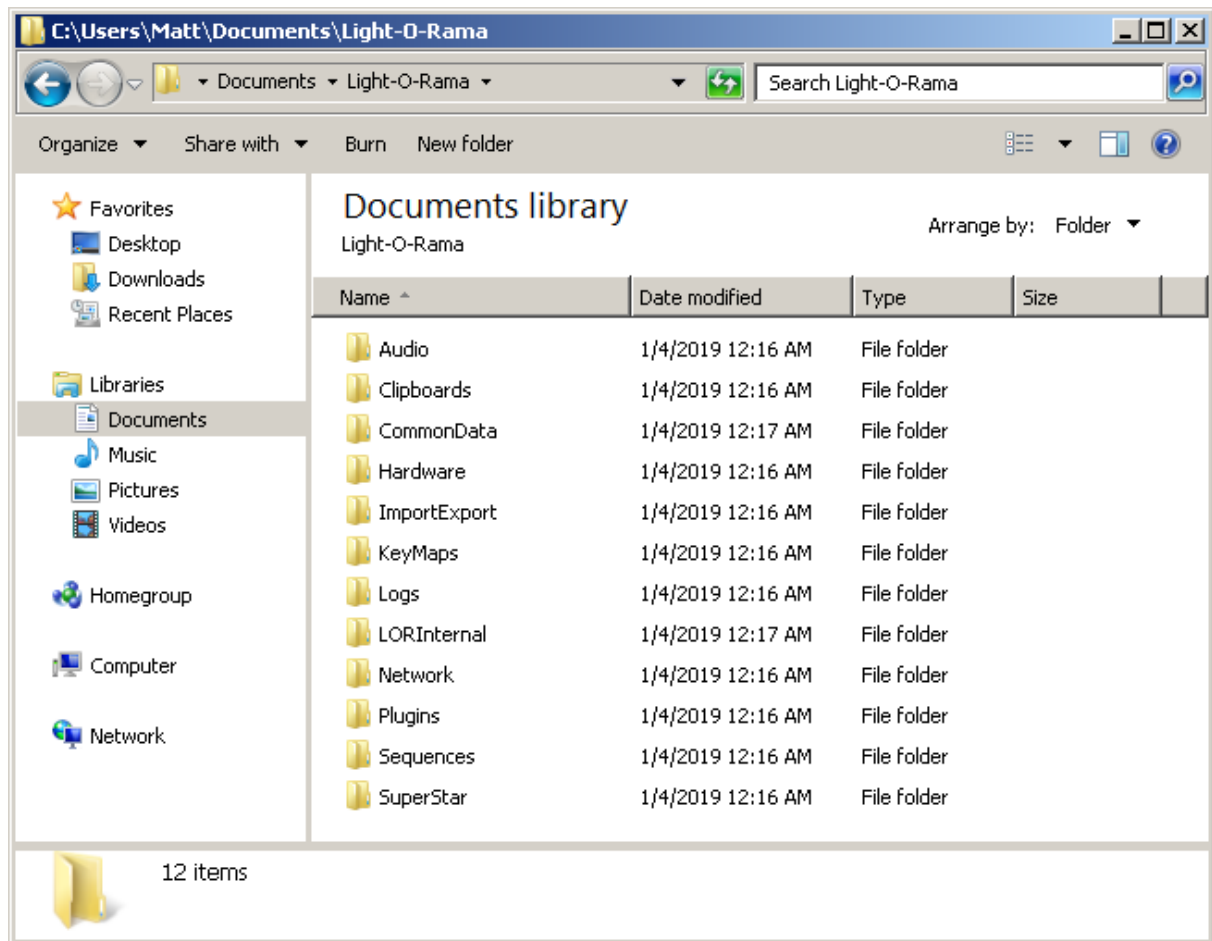 C:\Users\Matt\Documents\Light-O-Rama
Documents Light-O-Rama Search Light-O-Rama
Organize Share with Burn New folder
Favorites
Desktop
Downloads
Recent Places
Libraries
Documents
Music
Pictures
Videos
Homegroup
Computer
Network
Documents library
Light-O-Rama
Arrange by: Folder
Name Date modified Type Size
Audio 1/4/2019 12:16 AM File folder
Clipboards 1/4/2019 12:16 AM File folder
CommonData 1/4/2019 12:17 AM File folder
Hardware 1/4/2019 12:16 AM File folder
ImportExport 1/4/2019 12:16 AM File folder
KeyMaps 1/4/2019 12:16 AM File folder
Logs 1/4/2019 12:16 AM File folder
LORInternal 1/4/2019 12:17 AM File folder
Network 1/4/2019 12:16 AM File folder
Plugins 1/4/2019 12:16 AM File folder
Sequences 1/4/2019 12:16 AM File folder
SuperStar 1/4/2019 12:16 AM File folder
12 items